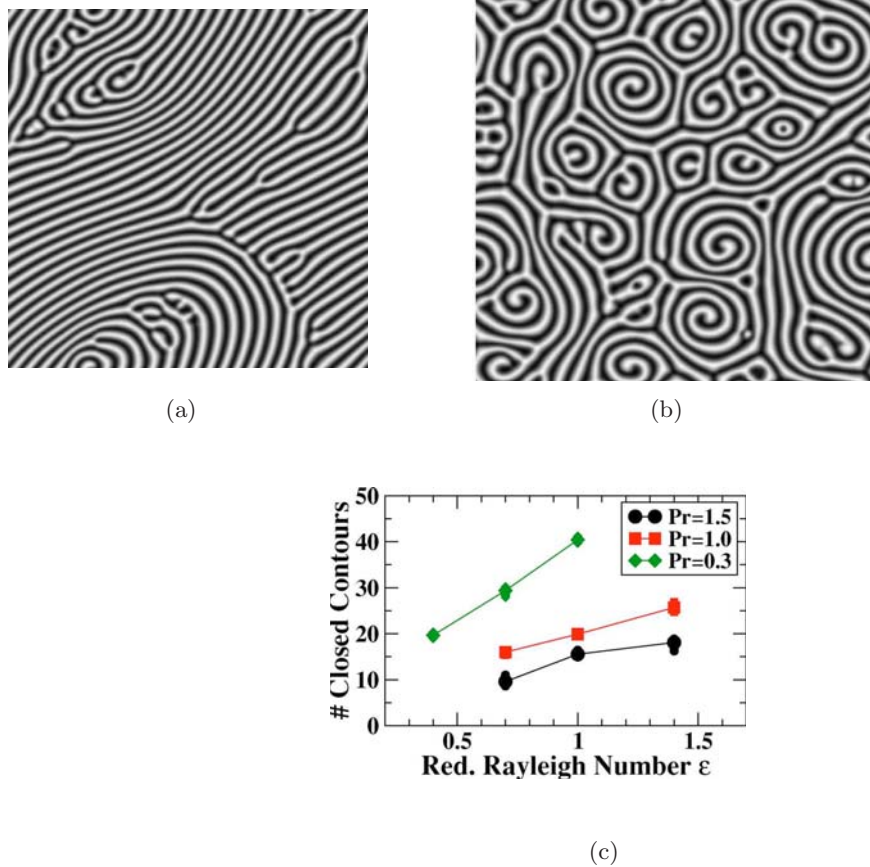 (a)
(b)
# Closed Contours
50
40
30
20
10
0
Pr=1.5
Pr=1.0
Pr=0.3
0.5
1
1.5
Red. Rayleigh Number ε
(c)